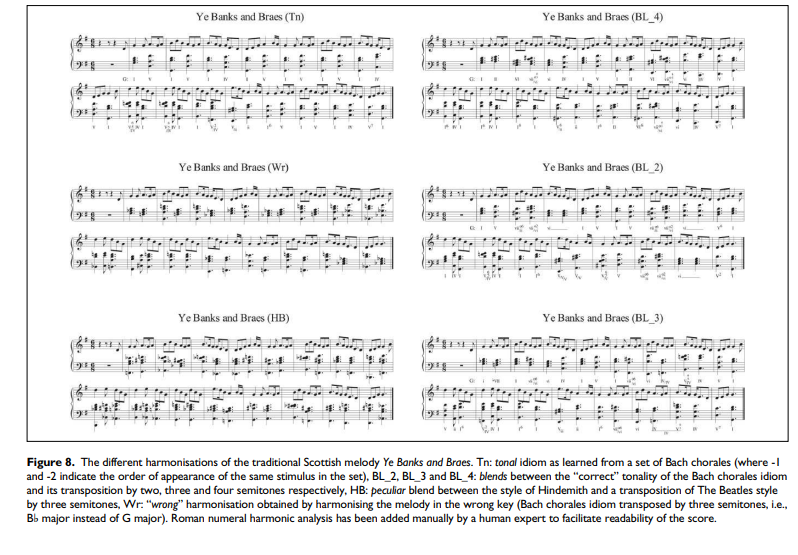 Ye Banks and Braes (Tn)
Ye Banks and Braes (BL_4)
Ye Banks and Braes (Wr)
Ye Banks and Braes (BL_2)
Ye Banks and Braes (HB)
Ye Banks and Braes (BL_3)
Figure 8. The different harmonisations of the traditional Scottish melody Ye Banks and Braes. Tn: tonal idiom as learned from a set of Bach chorales (where -1
and -2 indicate the order of appearance of the same stimulus in the set), BL_2, BL_3 and BL_4: blends between the “correct” tonality of the Bach chorales idiom
and its transposition by two, three and four semitones respectively, HB: peculiar blend between the style of Hindemith and a transposition of The Beatles style
by three semitones, Wr: “wrong” harmonisation obtained by harmonising the melody in the wrong key (Bach chorales idiom transposed by three semitones, i.e.,
B♭ major instead of G major). Roman numeral harmonic analysis has been added manually by a human expert to facilitate readability of the score.